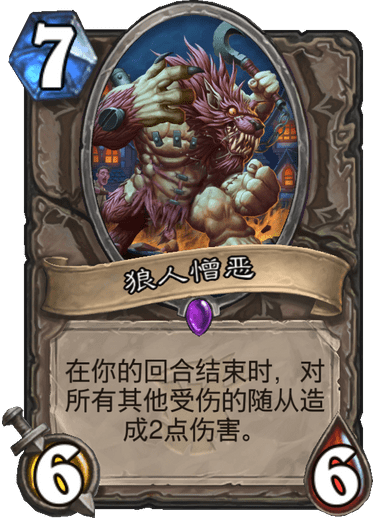 7
狼人憎恶
在你的回合结束时，对
所有其他受伤的随从造
成2点伤害。
6
6